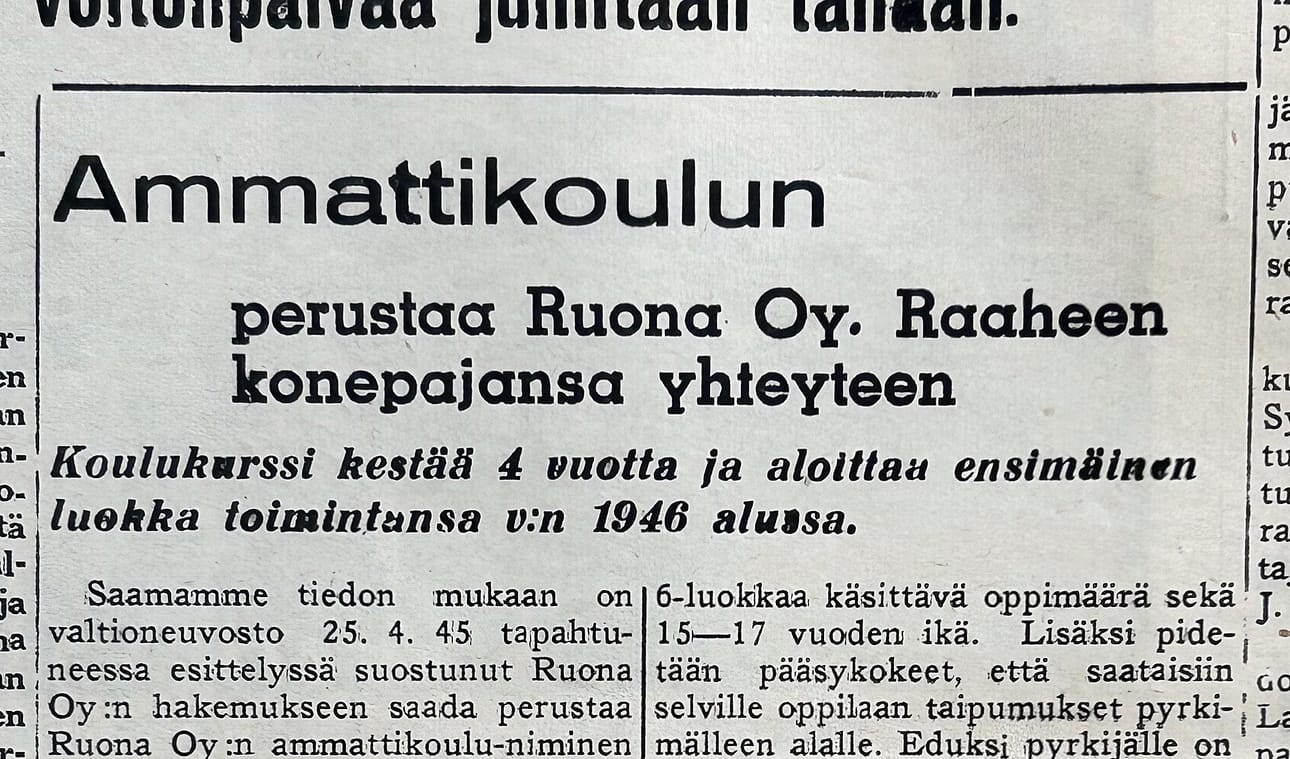 voitonpäivää juhlitaan tänään.
Ammattikoulun
perustaa Ruona Oy. Raaheen
konepajansa yhteyteen
Koulukurssi kestää 4 vuotta ja aloittaa ensimäinen
luokka toimintansa v:n 1946 alussa.
Saamamme tiedon mukaan on
valtioneuvosto 25. 4. 45 tapahtu-
neessa esittelyssä suostunut Ruona
Oy:n hakemukseen saada perustaa
Ruona Oy:n ammattikoulu-niminen
6-luokkaa käsittävä oppimäärä sekä
15—17 vuoden ikä. Lisäksi pide-
tään pääsykokeet, että saataisiin
selville oppilaan taipumukset pyrki-
mälleen alalle. Eduksi pyrkijälle on